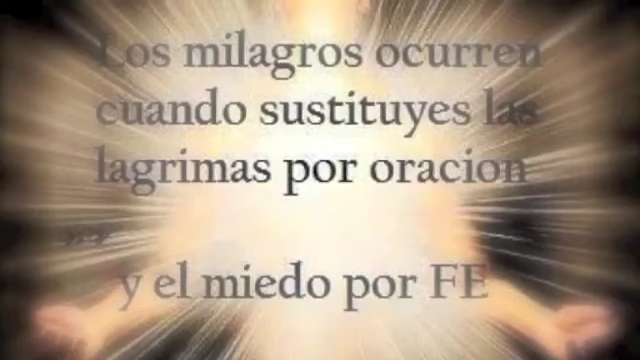 Los milagros ocurren
cuando sustituyes las
lagrimas por oracion
...
y el miedo por FE